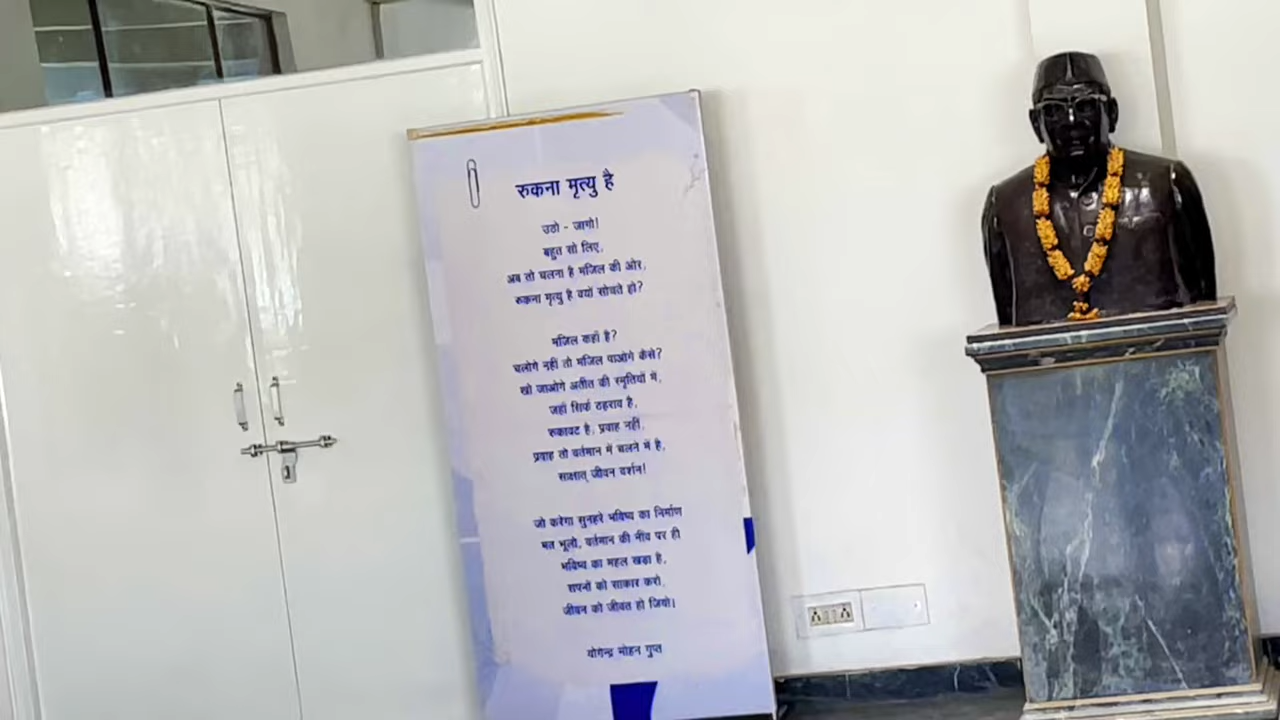 रुकना मृत्यु है
उठो - जागो!
बहुत सो लिए,
अब तो चलना है मंजिल की ओर,
रुकना मृत्यु है क्यों सोचते हो?
मंजिल कहाँ है?
चलोगे नहीं तो मंजिल पाओगे कैसे?
खो जाओगे अतीत की स्मृतियों में,
जहाँ सिर्फ ठहराव है,
रुकावट है, प्रवाह नहीं,
प्रवाह तो वर्तमान में चलने में है,
साक्षात् जीवन दर्शन!
जो करेगा सुनहरे भविष्य का निर्माण
मत भूलो, वर्तमान की नींव पर ही
भविष्य का महल खड़ा है,
सपनों को साकार करो,
जीवन को जीवंत हो जियो।
योगेन्द्र मोहन गुप्त